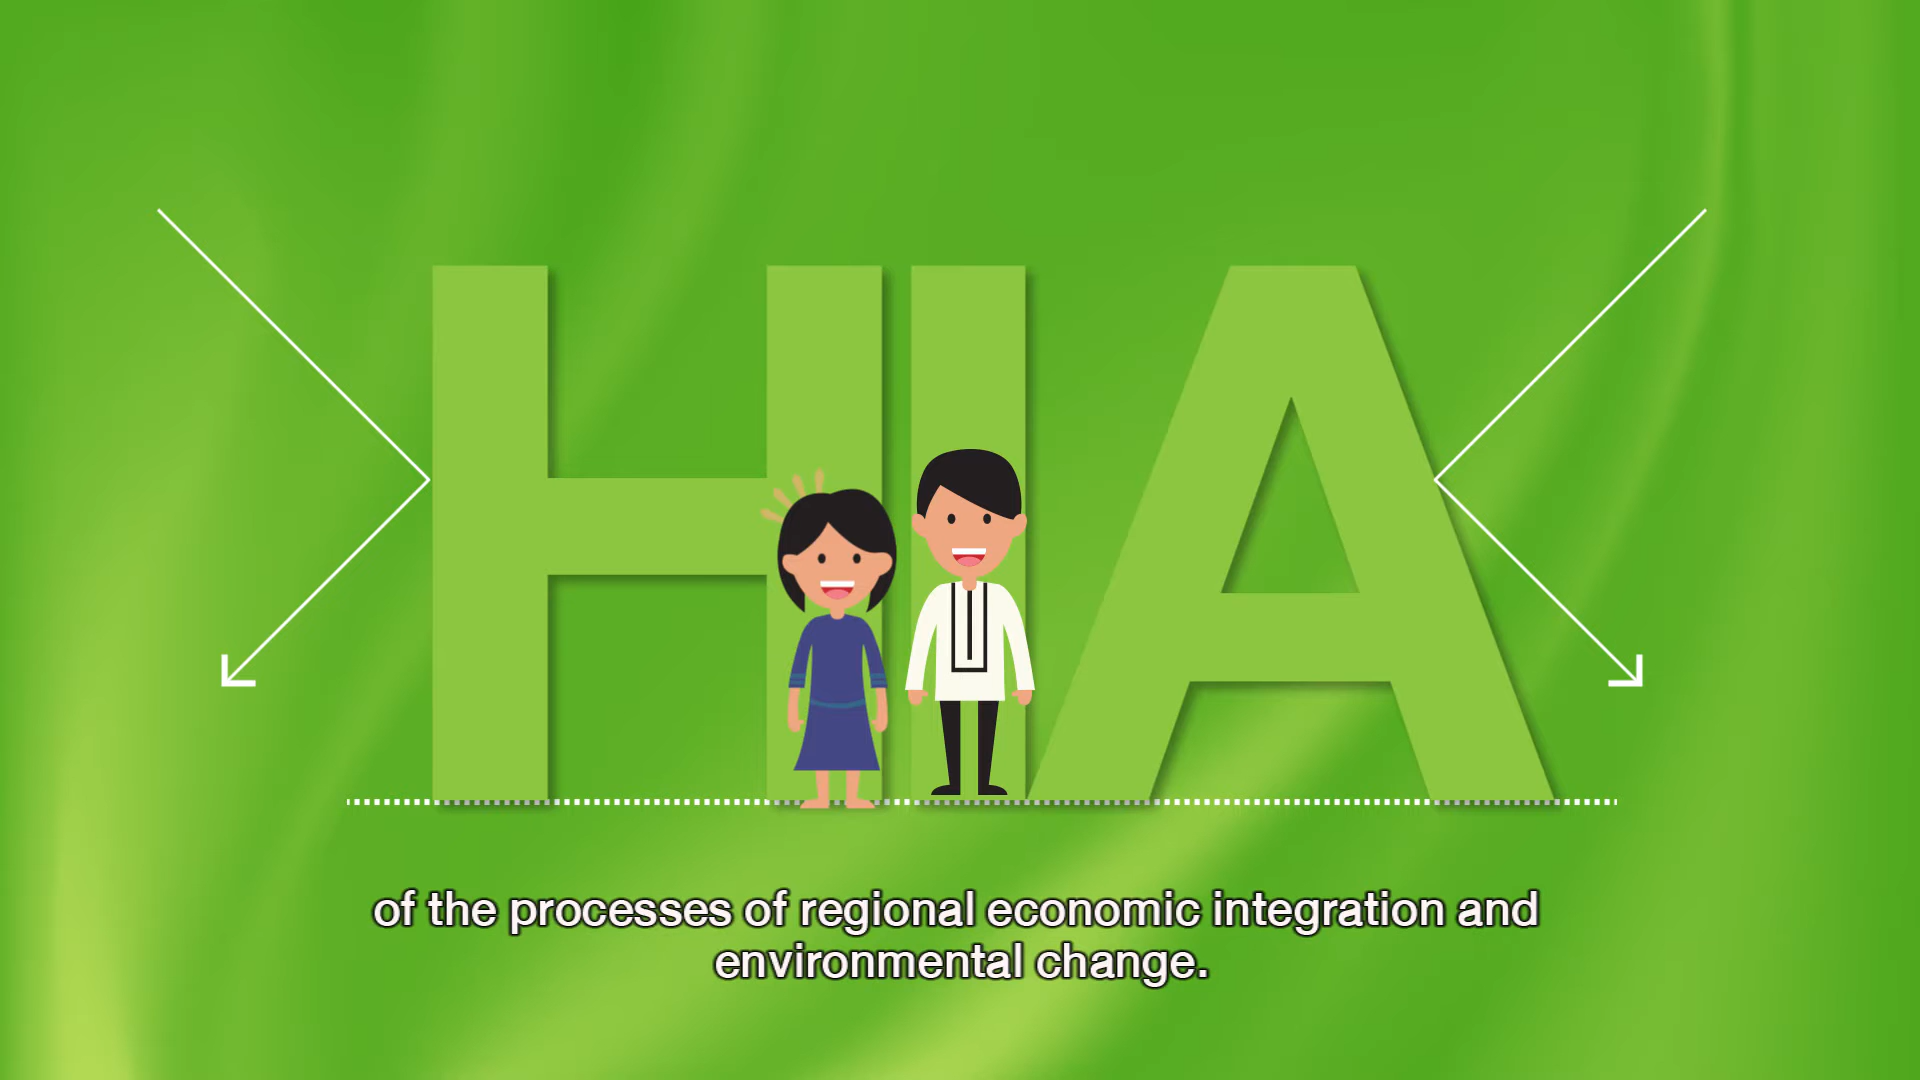 HIA
of the processes of regional economic integration and
environmental change.